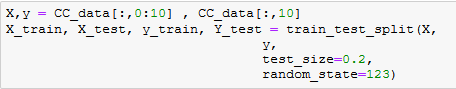 X,y = CC_data[:,0:10] , CC_data[:,10]
X_train, X_test, y_train, Y_test = train_test_split(X,
y,
test_size=0.2,
random_state=123)